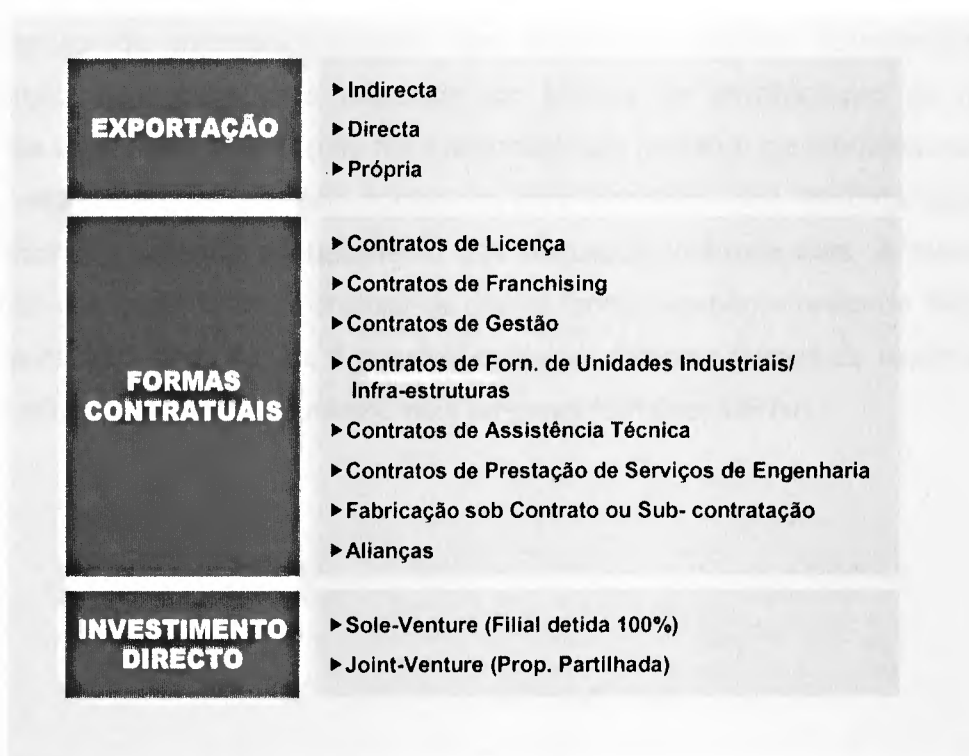 EXPORTAÇÃO
▶Indirecta
▶Directa
▶Própria
FORMAS
CONTRATUAIS
▶Contratos de Licença
▶Contratos de Franchising
▶Contratos de Gestão
▶Contratos de Forn. de Unidades Industriais/
Infra-estruturas
▶Contratos de Assistência Técnica
▶Contratos de Prestação de Serviços de Engenharia
▶Fabricação sob Contrato ou Sub- contratação
▶Alianças
INVESTIMENTO
DIRECTO
▶Sole-Venture (Filial detida 100%)
▶Joint-Venture (Prop. Partilhada)